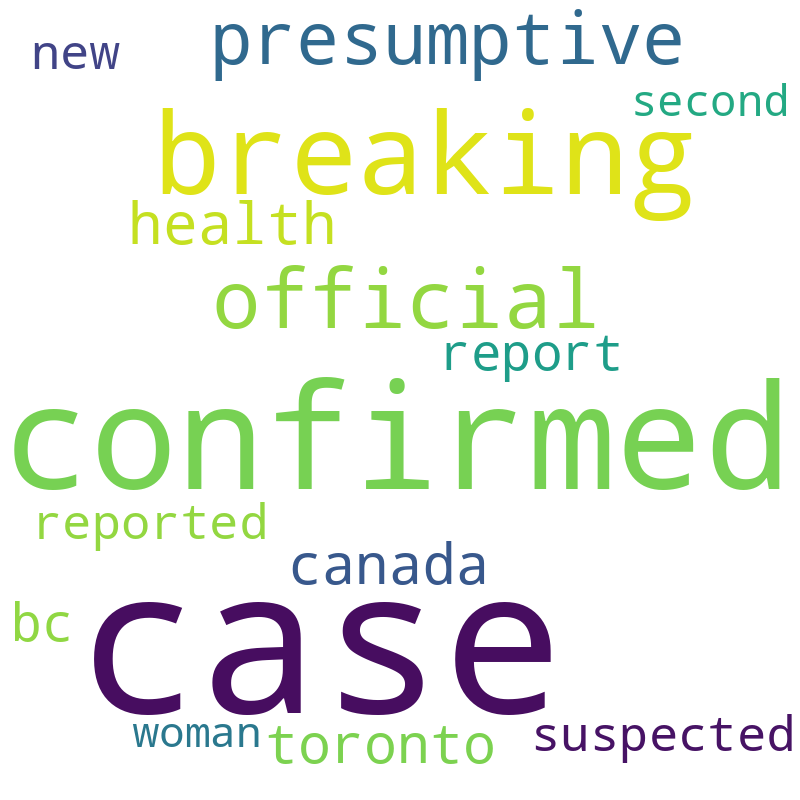 new presumptive
second
breaking
health
official
report
confirmed
reported
canada
bc case
woman toronto suspected